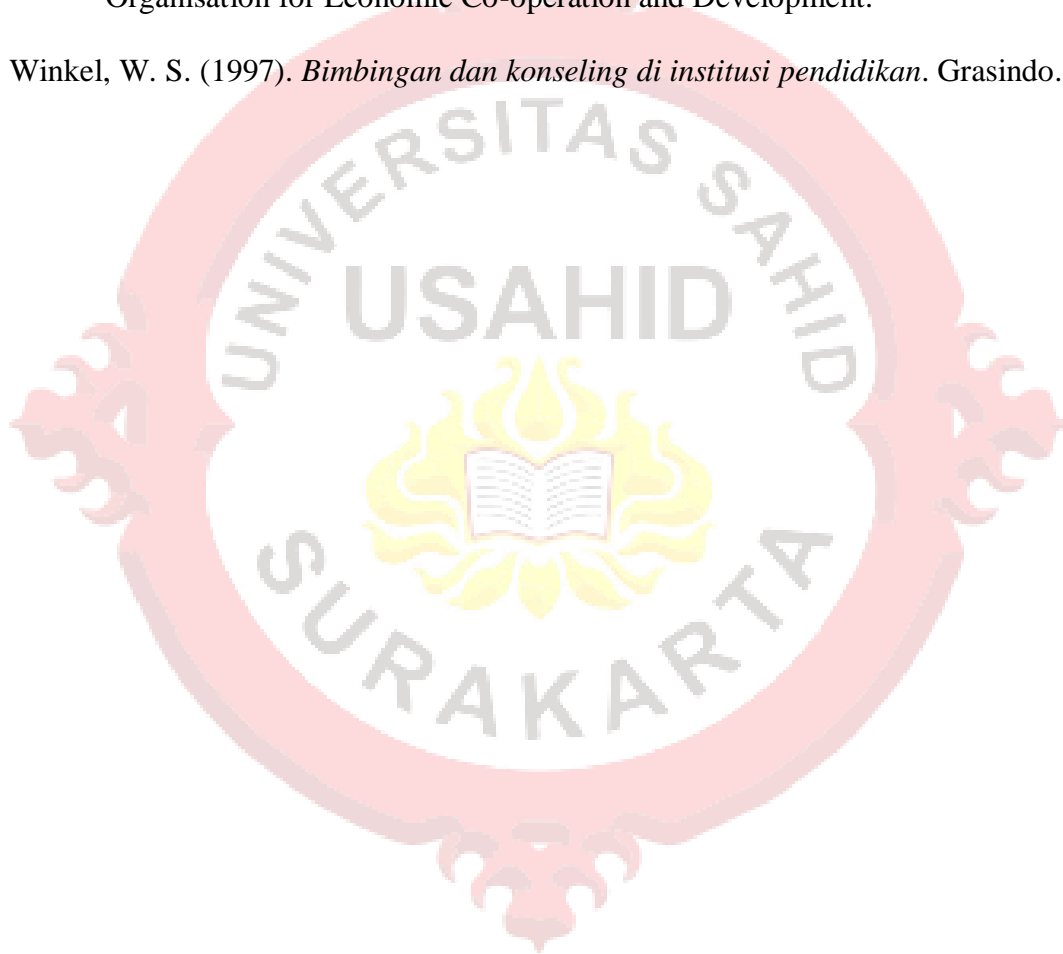 Organisation for Economic Co-operation and Development.
Winkel, W. S. (1997). Bimbingan dan konseling di institusi pendidikan. Grasindo.
UNIVERSITAS SAHID
USAHID
SURAKARTA